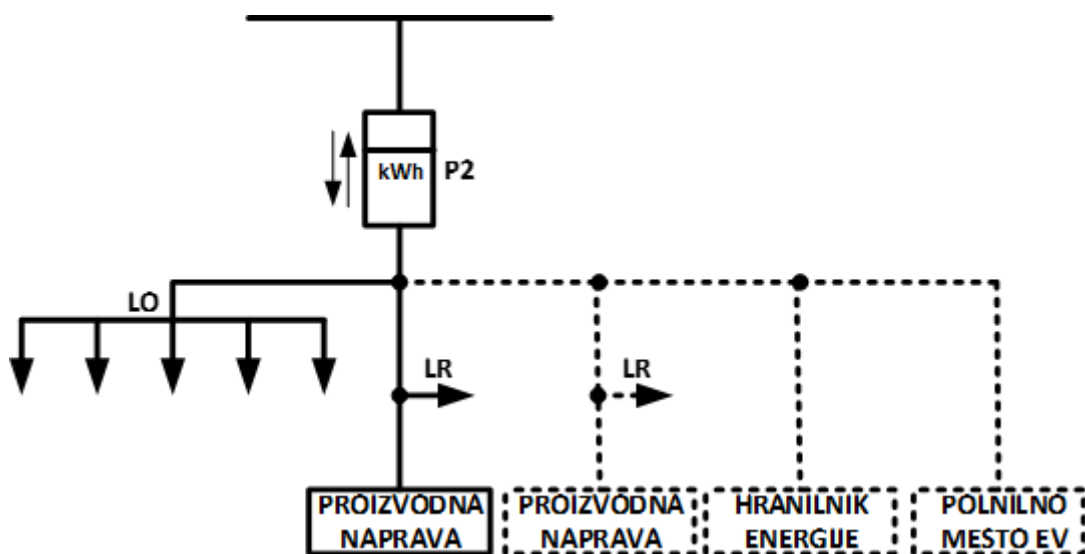 kWh P2
LO
LR LR
PROIZVODNA NAPRAVA
PROIZVODNA NAPRAVA
HRANILNIK ENERGIJE
POLNILNO MESTO EV